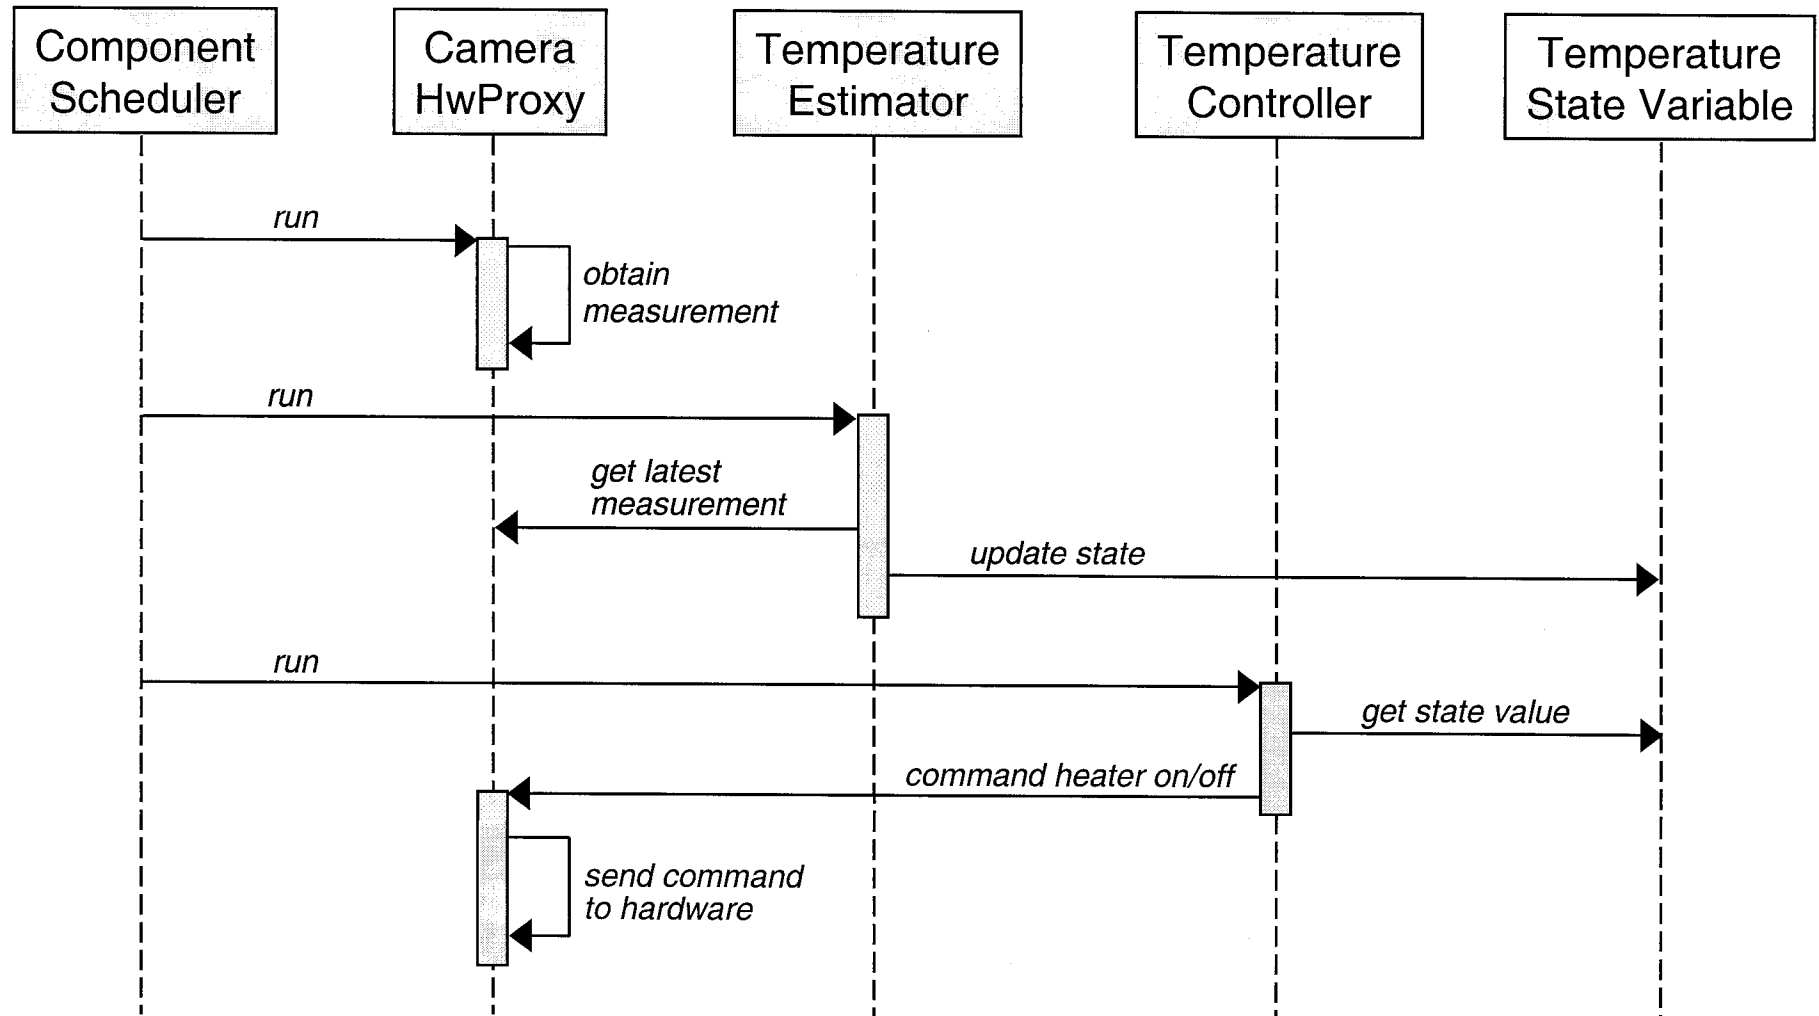 Component
Scheduler
Camera
HwProxy
Temperature
Estimator
Temperature
Controller
Temperature
State Variable
run
obtain
measurement
run
get latest
measurement
update state
run
get state value
command heater on/off
send command
to hardware